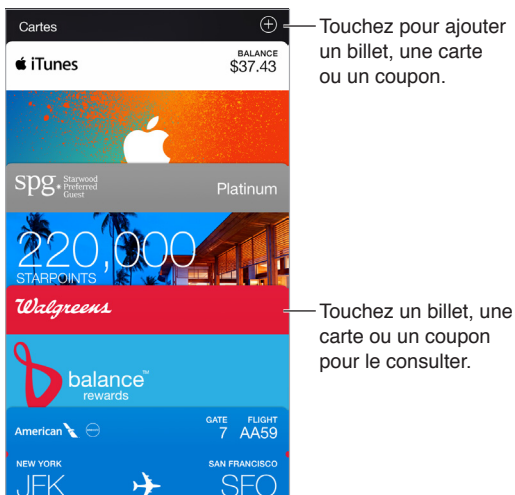 Cartes
Touchez pour ajouter
un billet, une carte
ou un coupon.
iTunes
BALANCE
$37.43
spg. Starwood
Preferred
Guest
Platinum
220,000
STARPOINTS
Walgreens
Touchez un billet, une
carte ou un coupon
pour le consulter.
balance™
rewards
American
GATE FLIGHT
7 AA59
NEW YORK
SAN FRANCISCO
JFK
SFO